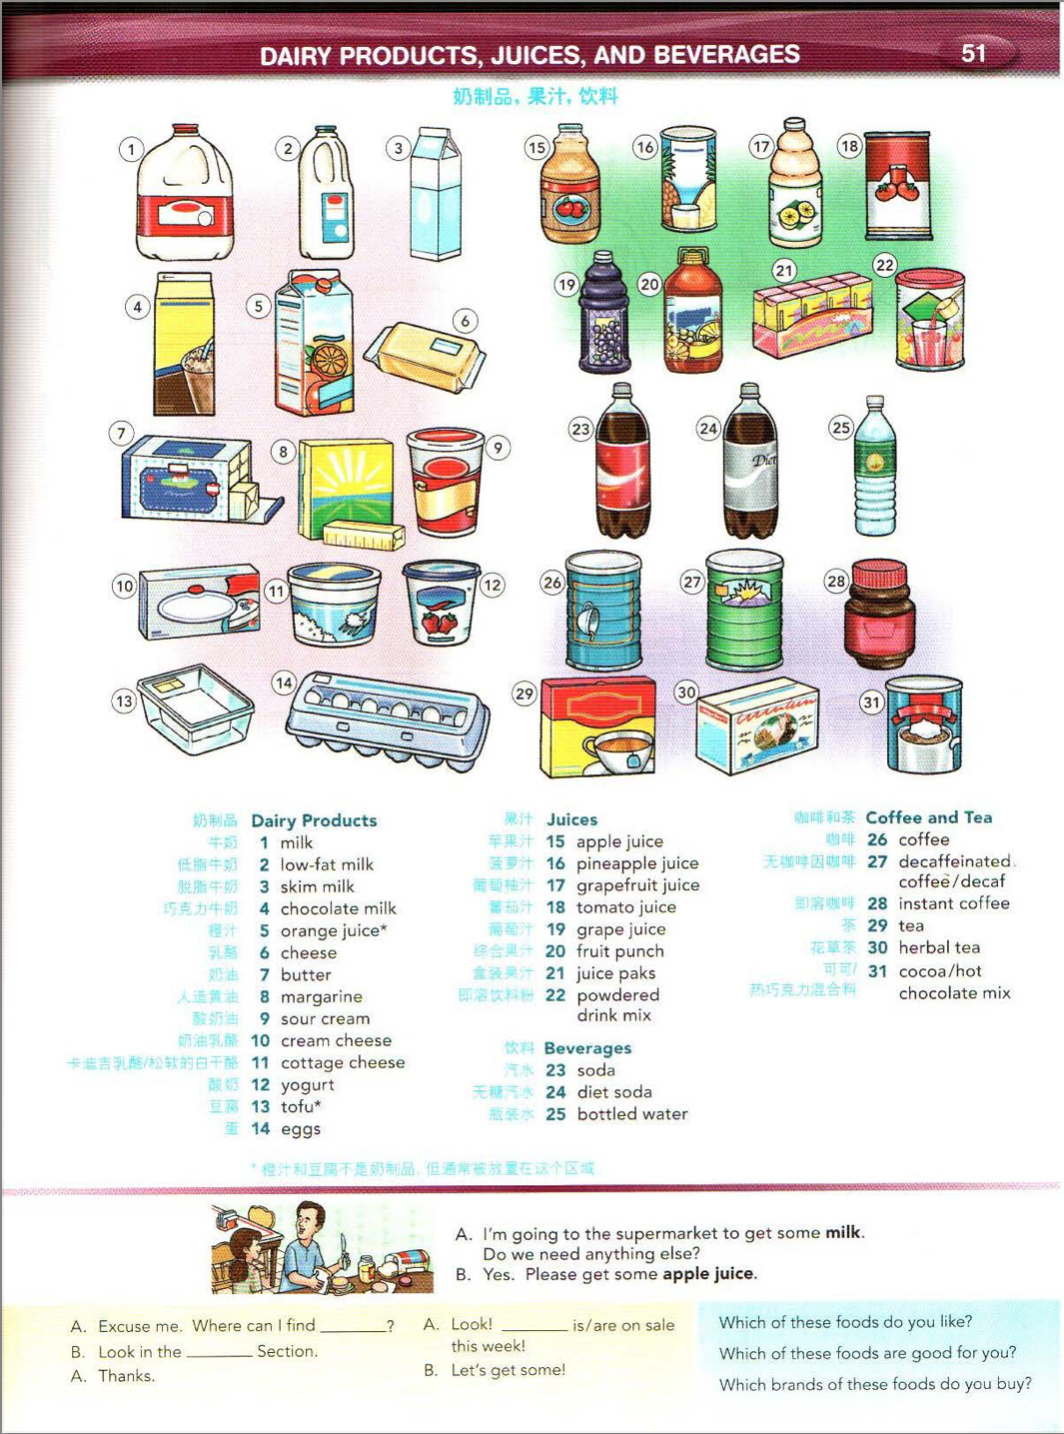 DAIRY PRODUCTS, JUICES, AND BEVERAGES
51
奶制品, 果汁, 饮料
1
2
3
15
16
17
18
4
5
6
19
20
21
22
7
8
9
23
24
Diet
25
10
11
12
26
27
28
13
14
29
30
31
奶制品 Dairy Products
牛奶 1 milk
低脂牛奶 2 low-fat milk
脱脂牛奶 3 skim milk
巧克力牛奶 4 chocolate milk
橙汁 5 orange juice*
乳酪 6 cheese
奶油 7 butter
人造黄油 8 margarine
酸奶油 9 sour cream
奶油乳酪 10 cream cheese
卡迪吉乳酪/松软的白干酪 11 cottage cheese
酸奶 12 yogurt
豆腐 13 tofu*
蛋 14 eggs
果汁 Juices
苹果汁 15 apple juice
菠萝汁 16 pineapple juice
葡萄柚汁 17 grapefruit juice
蕃茄汁 18 tomato juice
葡萄汁 19 grape juice
综合果汁 20 fruit punch
盒装果汁 21 juice paks
即溶饮料粉 22 powdered
drink mix
饮料 Beverages
汽水 23 soda
无糖汽水 24 diet soda
瓶装水 25 bottled water
咖啡和茶 Coffee and Tea
咖啡 26 coffee
无咖啡因咖啡 27 decaffeinated
coffee/decaf
即溶咖啡 28 instant coffee
茶 29 tea
花草茶 30 herbal tea
可可/ 31 cocoa/hot
热巧克力混合料 chocolate mix
* 橙汁和豆腐不是奶制品, 但通常被放置在这个区域
A. I'm going to the supermarket to get some milk.
Do we need anything else?
B. Yes. Please get some apple juice.
A. Excuse me. Where can I find ______?
B. Look in the ______ Section.
A. Thanks.
A. Look! ______ is/are on sale
this week!
B. Let's get some!
Which of these foods do you like?
Which of these foods are good for you?
Which brands of these foods do you buy?